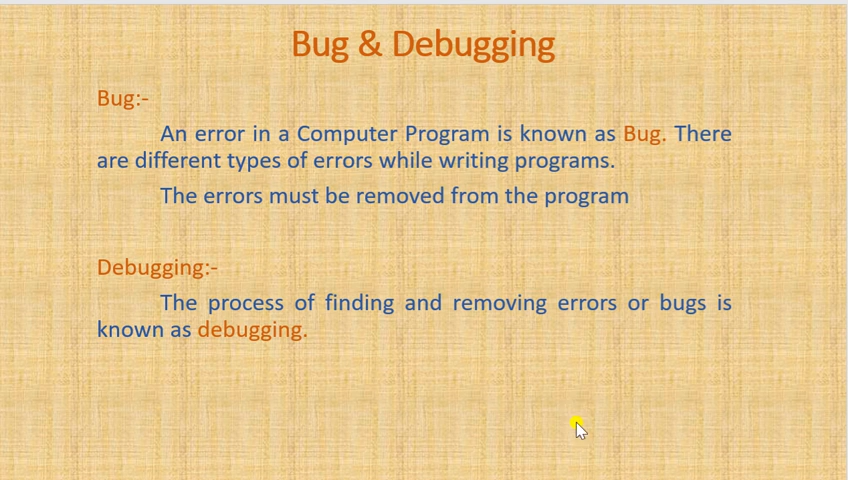 Bug & Debugging
Bug:-
An error in a Computer Program is known as Bug. There
are different types of errors while writing programs.
The errors must be removed from the program
Debugging:-
The process of finding and removing errors or bugs is
known as debugging.